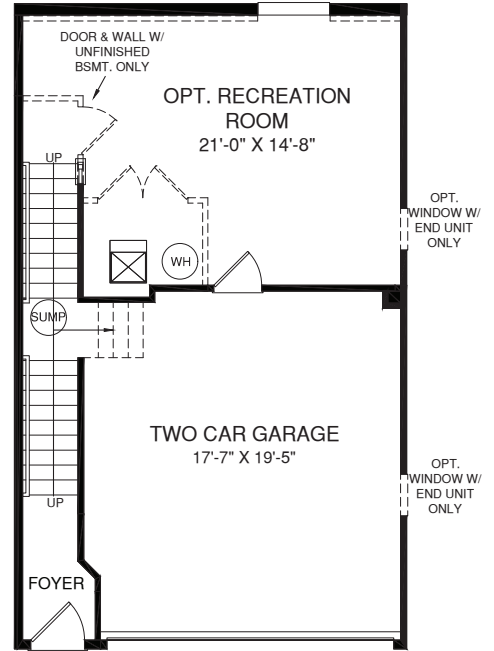 DOOR & WALL W/
UNFINISHED
BSMT. ONLY
OPT. RECREATION
ROOM
21'-0" X 14'-8"
UP
OPT.
WINDOW W/
END UNIT
ONLY
WH
SUMP
TWO CAR GARAGE
17'-7" X 19'-5"
OPT.
WINDOW W/
END UNIT
ONLY
UP
FOYER